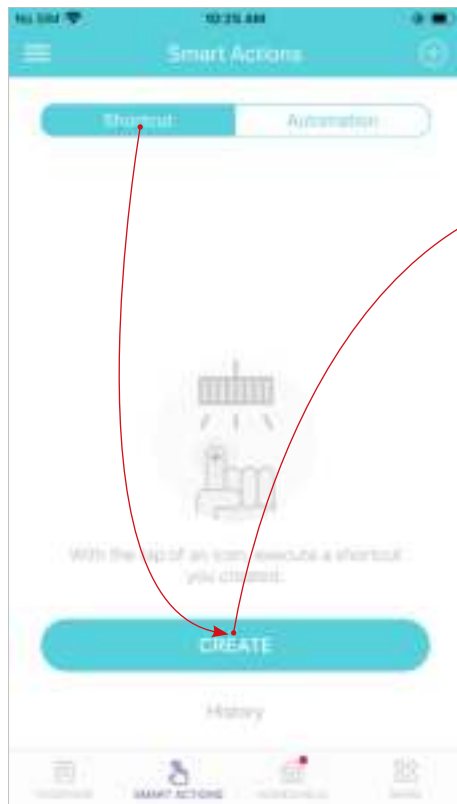 No SIM 10:25 AM
Smart Actions
Shortcut Automation
With the tap of an icon, execute a shortcut
you created.
CREATE
History
SMART ACTIONS